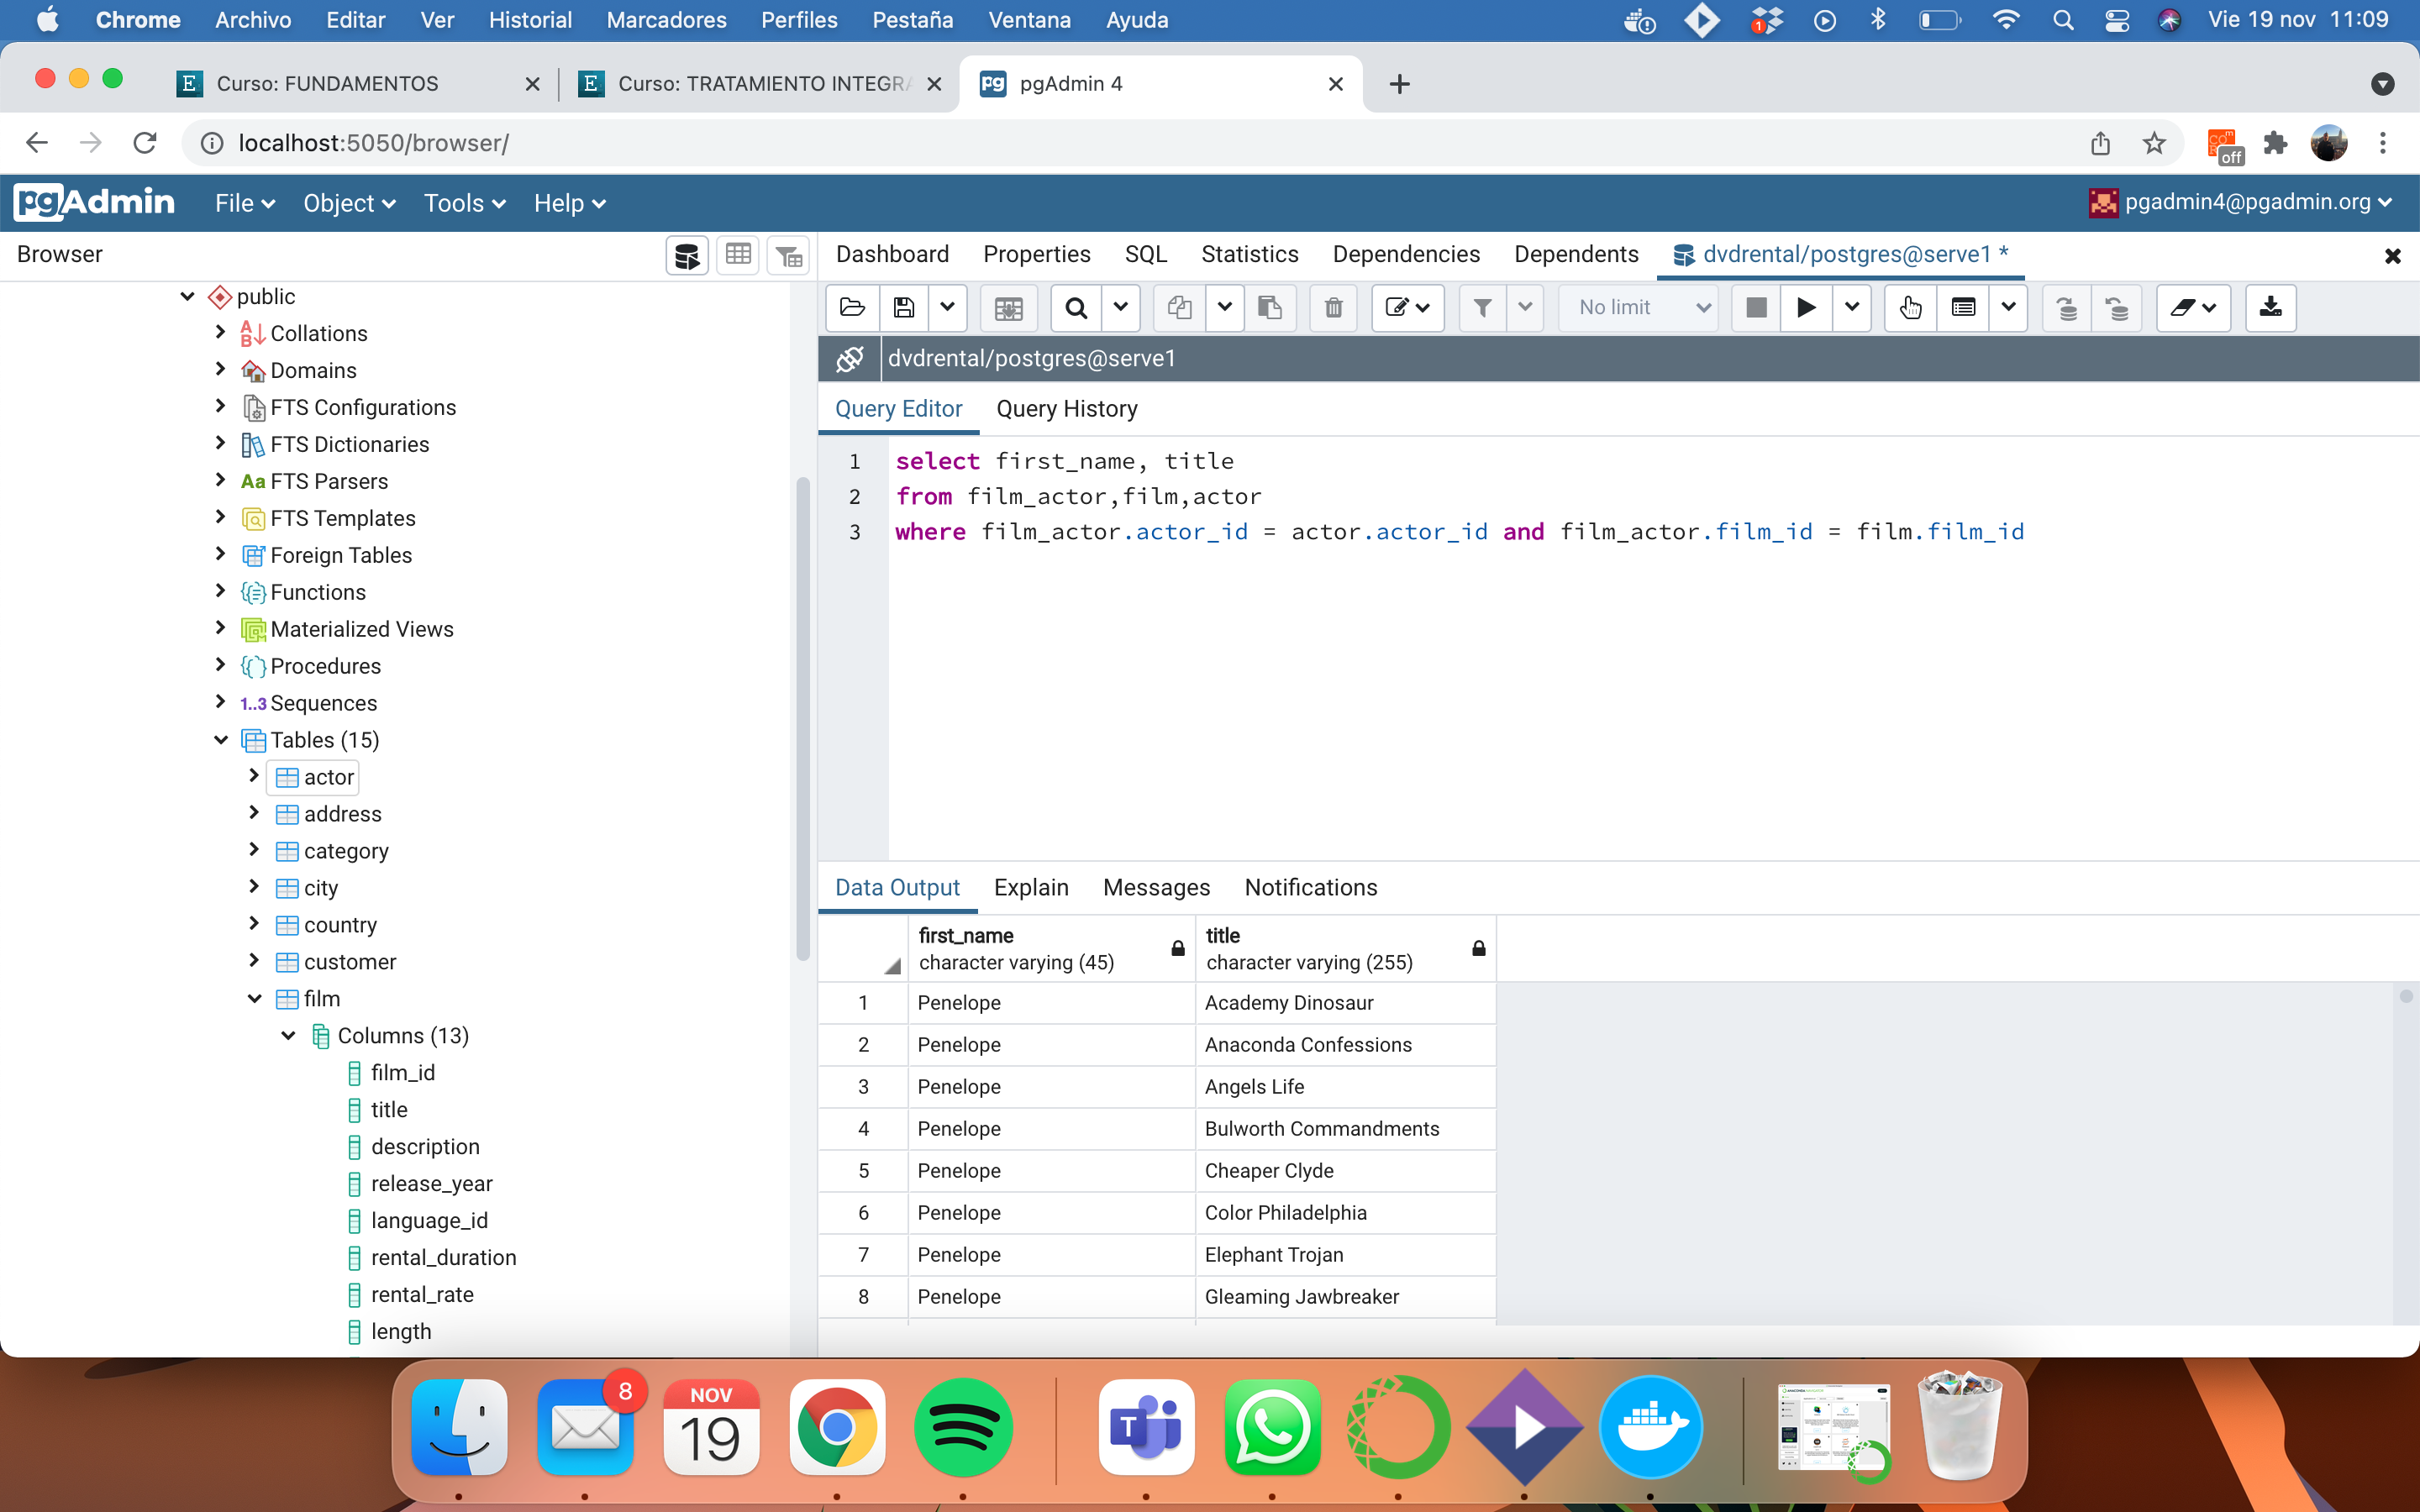 Chrome Archivo Editar Ver Historial Marcadores Perfiles Pestaña Ventana Ayuda
1
Vie 19 nov 11:09
E Curso: FUNDAMENTOS
E Curso: TRATAMIENTO INTEGRA
pg pgAdmin 4
localhost:5050/browser/
off
pgAdmin File Object Tools Help
pgadmin4@pgadmin.org
Browser
Dashboard Properties SQL Statistics Dependencies Dependents dvdrental/postgres@serve1 *
No limit
dvdrental/postgres@serve1
Query Editor Query History
1 select first_name, title
2 from film_actor,film,actor
3 where film_actor.actor_id = actor.actor_id and film_actor.film_id = film.film_id
public
Collations
Domains
FTS Configurations
FTS Dictionaries
Aa FTS Parsers
FTS Templates
Foreign Tables
Functions
Materialized Views
Procedures
1..3 Sequences
Tables (15)
actor
address
category
city
country
customer
film
Columns (13)
film_id
title
description
release_year
language_id
rental_duration
rental_rate
length
Data Output Explain Messages Notifications
first_name title
character varying (45) character varying (255)
1 Penelope Academy Dinosaur
2 Penelope Anaconda Confessions
3 Penelope Angels Life
4 Penelope Bulworth Commandments
5 Penelope Cheaper Clyde
6 Penelope Color Philadelphia
7 Penelope Elephant Trojan
8 Penelope Gleaming Jawbreaker
8
NOV
19
T